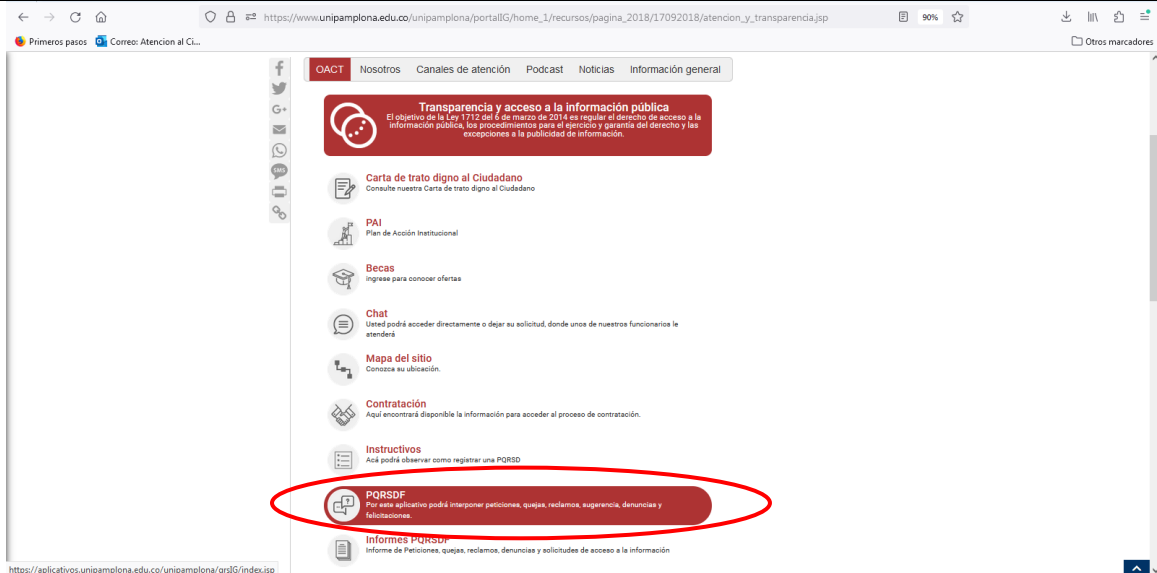 https://www.unipamplona.edu.co/unipamplona/portalIG/home_1/recursos/pagina_2018/17092018/atencion_y_transparencia.jsp
90%
Primeros pasos
Correo: Atencion al Ci...
Otros marcadores
OACT
Nosotros
Canales de atención
Podcast
Noticias
Información general
Transparencia y acceso a la información pública
El objetivo de la Ley 1712 del 6 de marzo de 2014 es regular el derecho de acceso a la
información pública, los procedimientos para el ejercicio y garantía del derecho y las
excepciones a la publicidad de información.
G+
SMS
Carta de trato digno al Ciudadano
Consulte nuestra Carta de trato digno al Ciudadano
PAI
Plan de Acción Institucional
Becas
Ingrese para conocer ofertas
Chat
Usted podrá acceder directamente o dejar su solicitud, donde unos de nuestros funcionarios le
atenderá
Mapa del sitio
Conozca su ubicación.
Contratación
Aquí encontrará disponible la información para acceder al proceso de contratación.
Instructivos
Acá podrá observar como registrar una PQRSD
PQRSDF
Por este aplicativo podrá interponer peticiones, quejas, reclamos, sugerencia, denuncias y
felicitaciones.
Informes PQRSDF
Informe de Peticiones, quejas, reclamos, denuncias y solicitudes de acceso a la información
https://aplicativos.unipamplona.edu.co/unipamplona/qrsIG/index.jsp